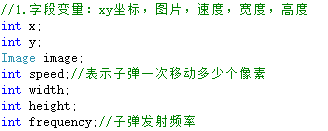 //1.字段变量：xy坐标，图片，速度，宽度，高度
int x;
int y;
Image image;
int speed;//表示子弹一次移动多少个像素
int width;
int height;
int frequency;//子弹发射频率